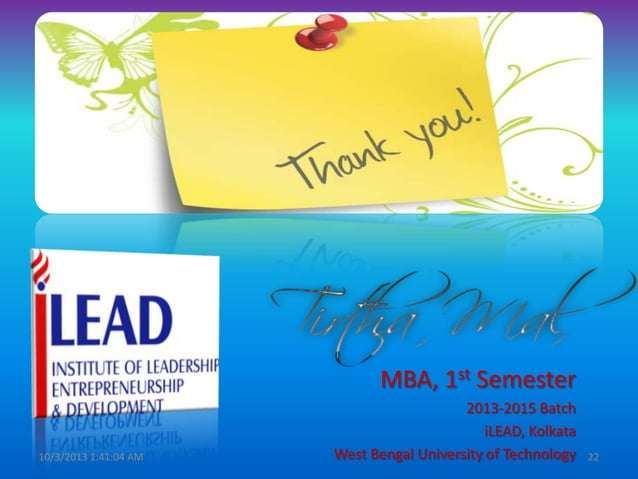 Thank you!
iLEAD
INSTITUTE OF LEADERSHIP
ENTREPRENEURSHIP
& DEVELOPMENT
Tirtha, Mal,
MBA, 1st Semester
2013-2015 Batch
iLEAD, Kolkata
West Bengal University of Technology
10/3/2013 1:41:04 AM
22